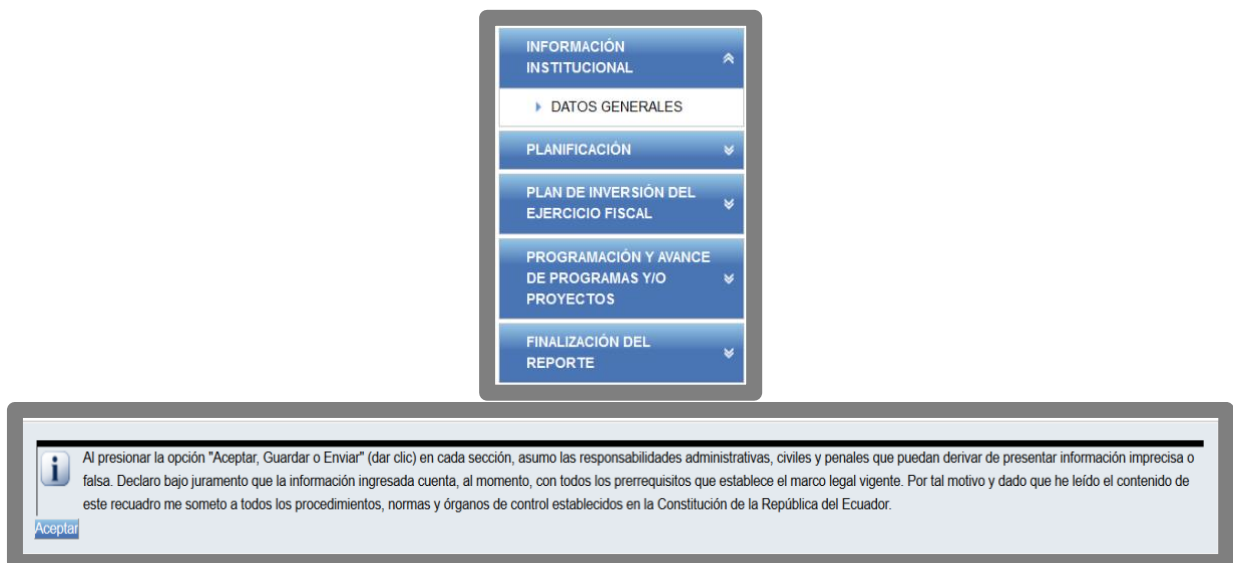 INFORMACIÓN
INSTITUCIONAL
DATOS GENERALES
PLANIFICACIÓN
PLAN DE INVERSIÓN DEL
EJERCICIO FISCAL
PROGRAMACIÓN Y AVANCE
DE PROGRAMAS Y/O
PROYECTOS
FINALIZACIÓN DEL
REPORTE
Al presionar la opción "Aceptar, Guardar o Enviar" (dar clic) en cada sección, asumo las responsabilidades administrativas, civiles y penales que puedan derivar de presentar información imprecisa o
falsa. Declaro bajo juramento que la información ingresada cuenta, al momento, con todos los prerrequisitos que establece el marco legal vigente. Por tal motivo y dado que he leído el contenido de
este recuadro me someto a todos los procedimientos, normas y órganos de control establecidos en la Constitución de la República del Ecuador.
Aceptar